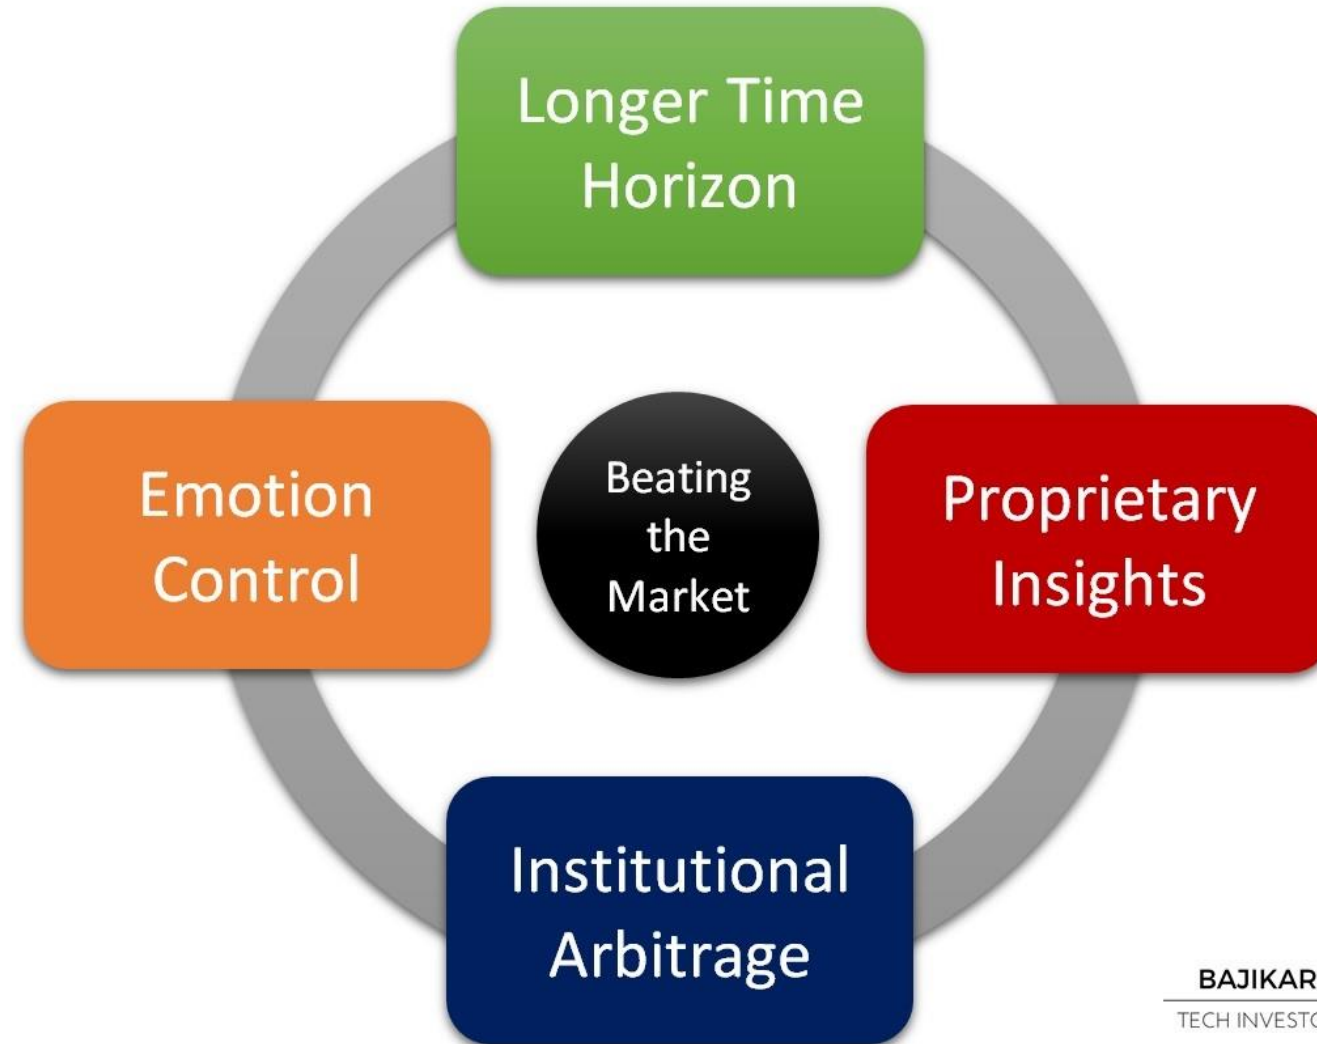 Longer Time
Horizon
Emotion
Control
Beating
the
Market
Proprietary
Insights
Institutional
Arbitrage
BAJIKAR
TECH